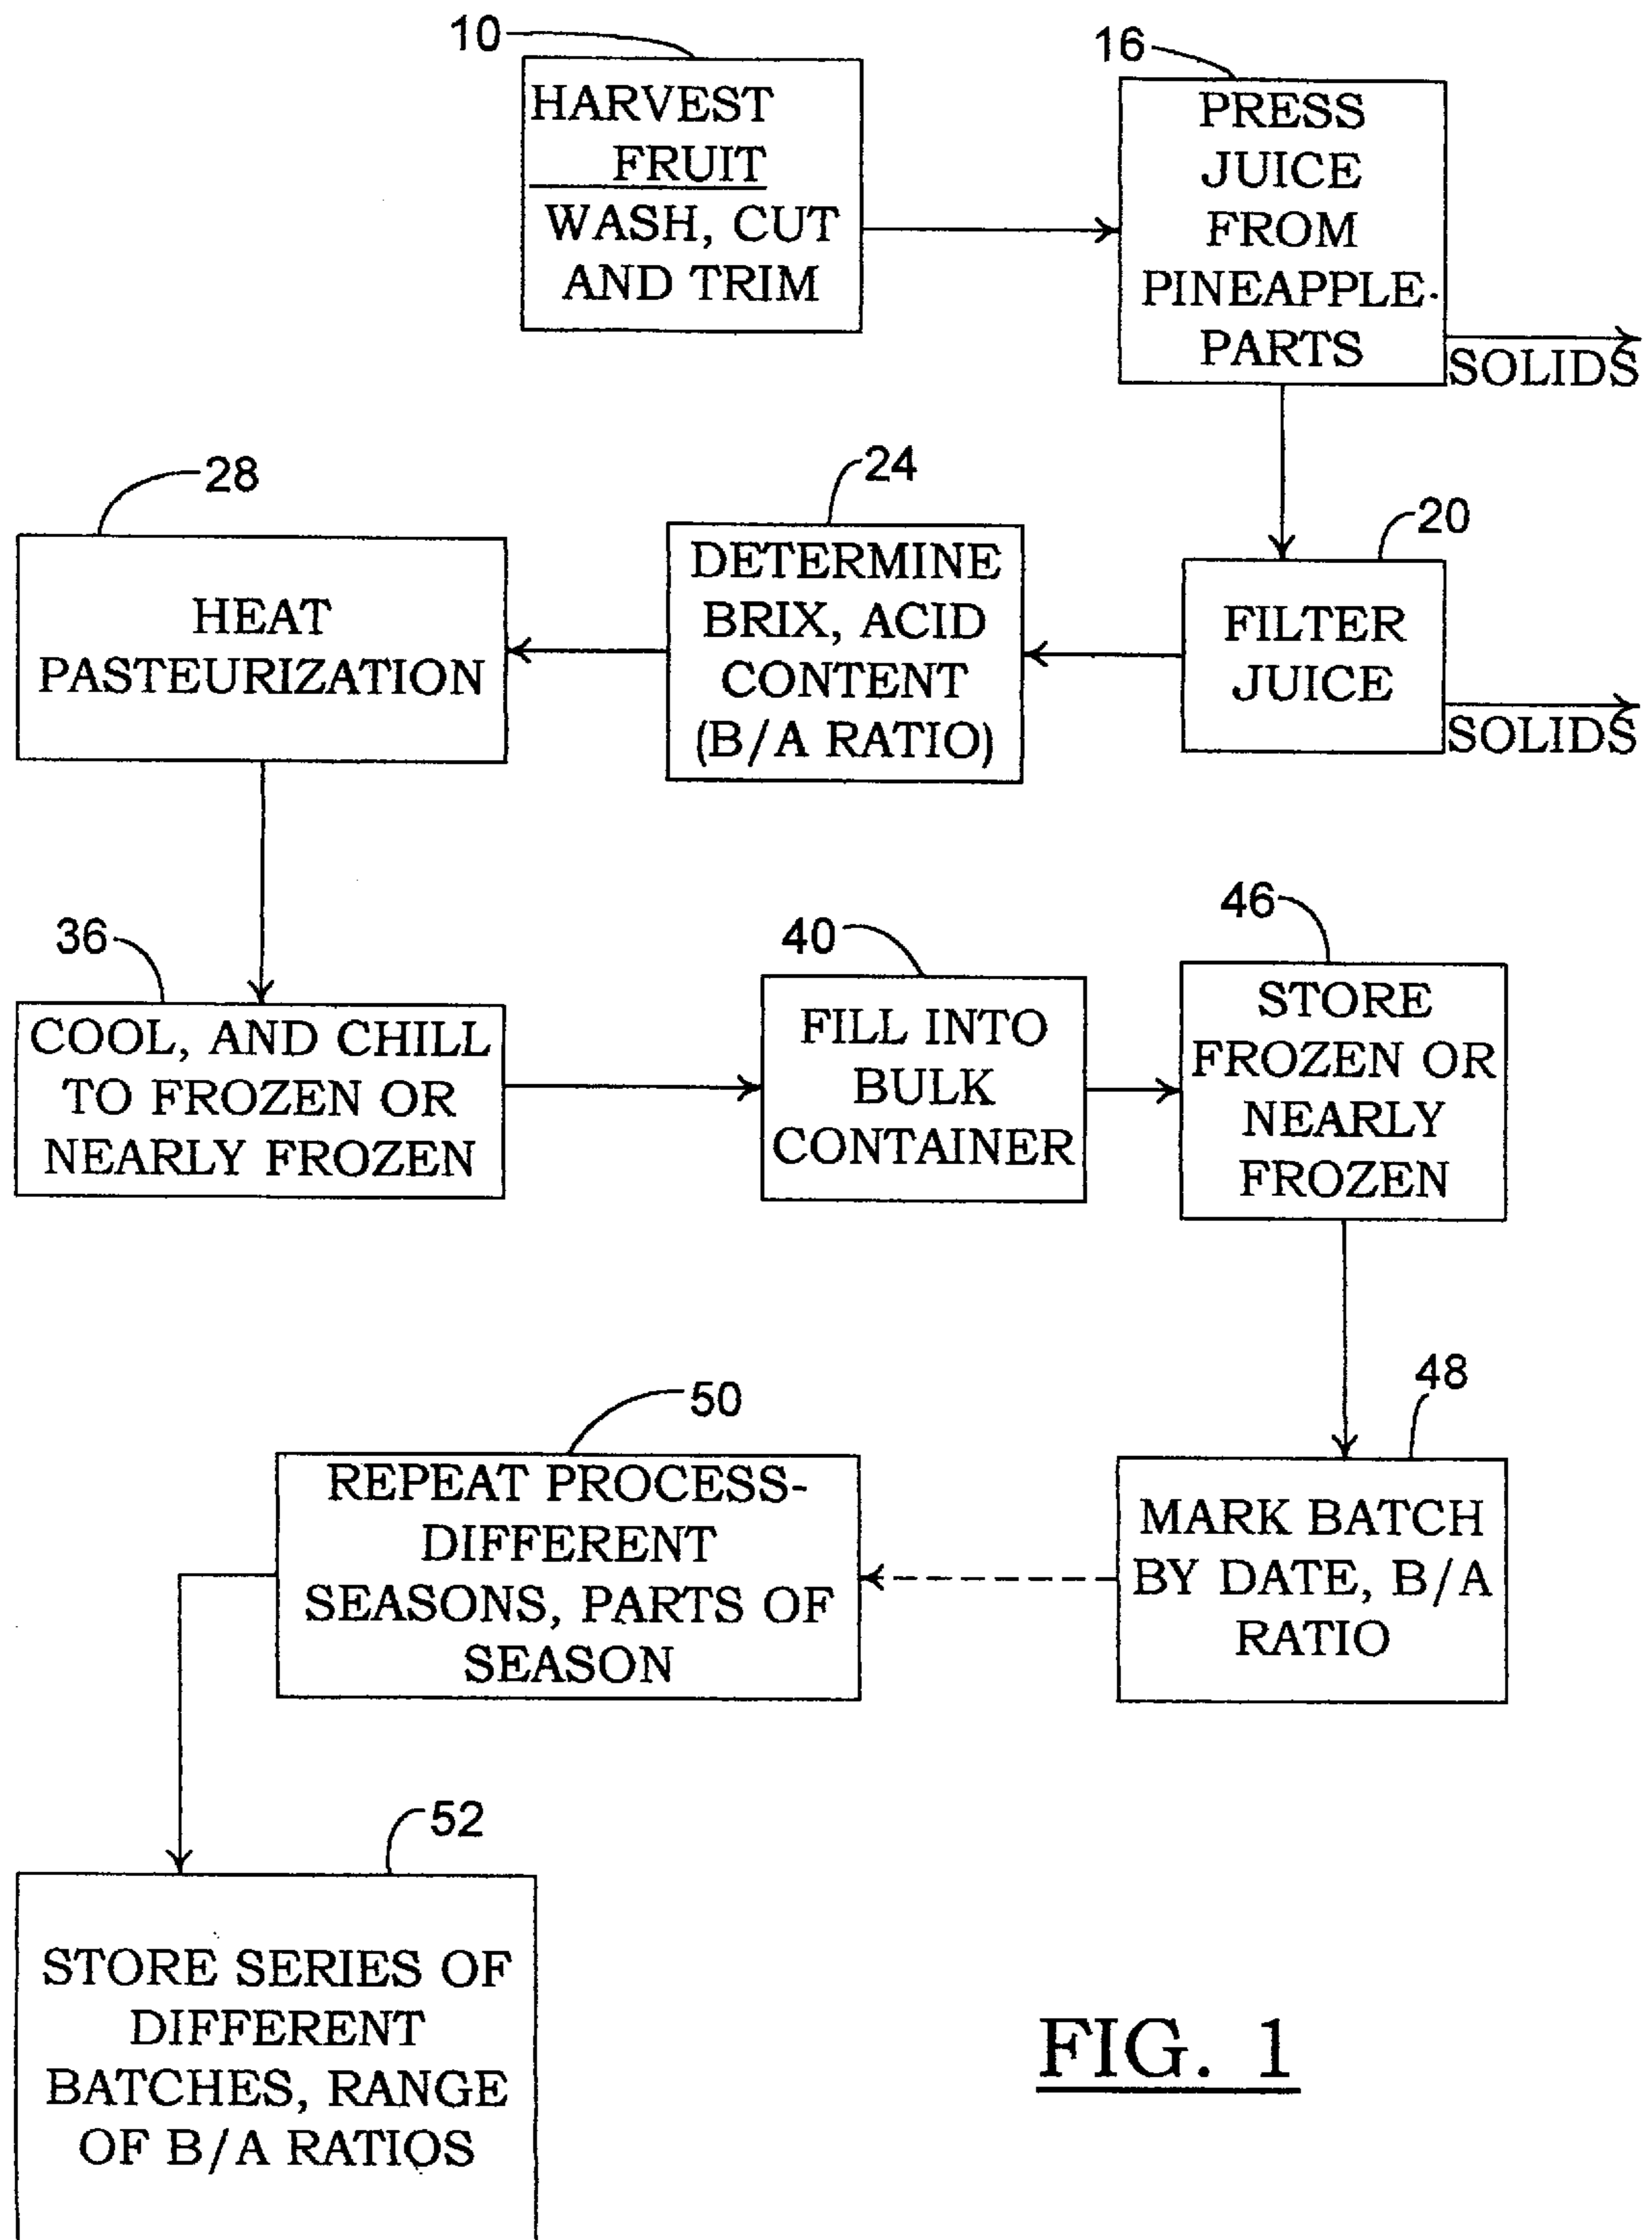 10
HARVEST
FRUIT
WASH, CUT
AND TRIM
16
PRESS
JUICE
FROM
PINEAPPLE-
PARTS
SOLIDS
28
HEAT
PASTEURIZATION
24
DETERMINE
BRIX, ACID
CONTENT
(B/A RATIO)
20
FILTER
JUICE
SOLIDS
36
COOL, AND CHILL
TO FROZEN OR
NEARLY FROZEN
40
FILL INTO
BULK
CONTAINER
46
STORE
FROZEN OR
NEARLY
FROZEN
50
REPEAT PROCESS-
DIFFERENT
SEASONS, PARTS OF
SEASON
48
MARK BATCH
BY DATE, B/A
RATIO
52
STORE SERIES OF
DIFFERENT
BATCHES, RANGE
OF B/A RATIOS
FIG. 1